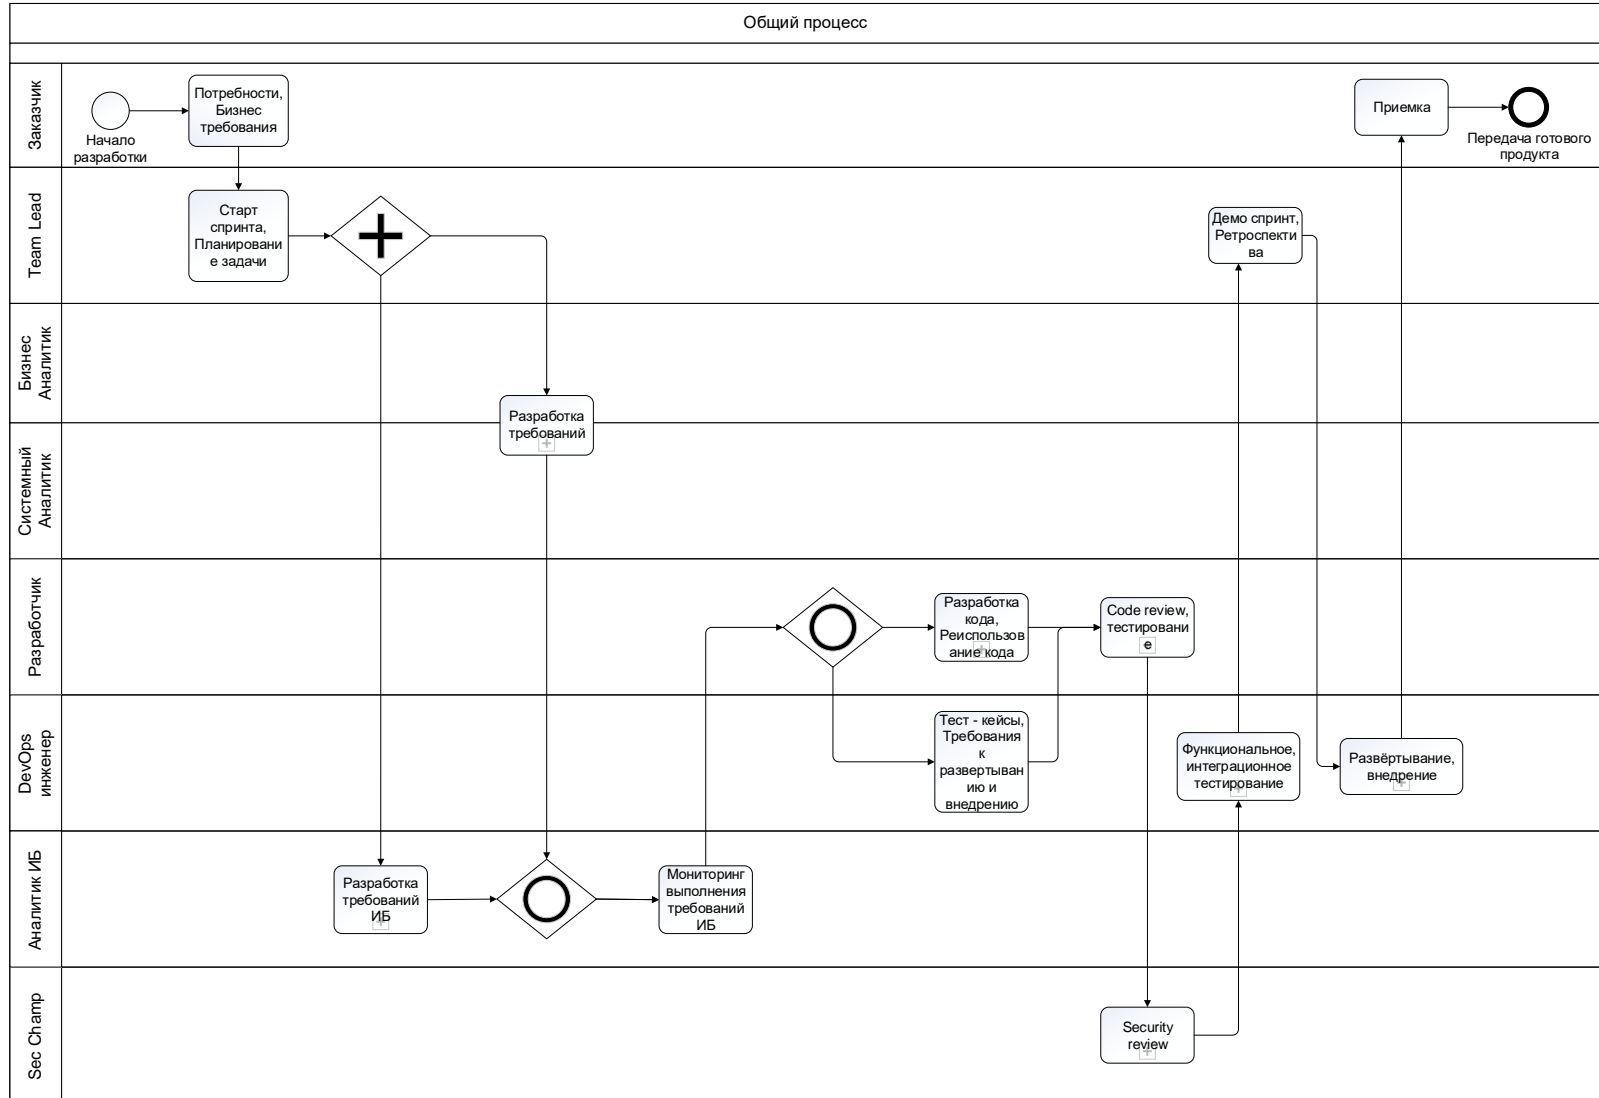 Общий процесс
Заказчик
Начало
разработки
Потребности,
Бизнес
требования
Приемка
Передача готового
продукта
Team Lead
Старт
спринта,
Планировани
е задачи
Демо спринт,
Ретроспекти
ва
Бизнес
Аналитик
Разработка
требований
Системный
Аналитик
Разработчик
Разработка
кода,
Реиспользов
ание кода
Code review,
тестировани
е
DevOps
инженер
Тест - кейсы,
Требования
к
развертыван
ию и
внедрению
Функциональное,
интеграционное
тестирование
Развёртывание,
внедрение
Аналитик ИБ
Разработка
требований
ИБ
Мониторинг
выполнения
требований
ИБ
Sec Champ
Security
review